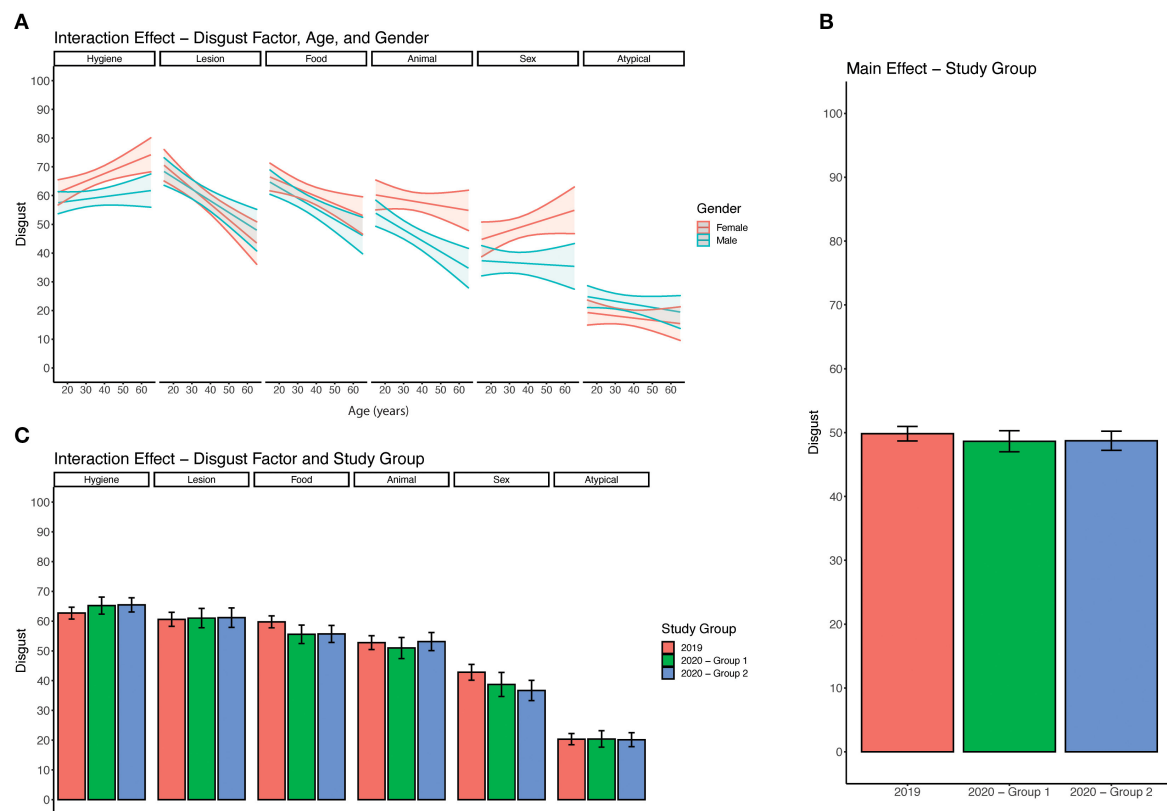 A
Interaction Effect – Disgust Factor, Age, and Gender
Hygiene Lesion Food Animal Sex Atypical
100
90
80
70
60
50
40
30
20
10
0
Disgust
20 30 40 50 60 20 30 40 50 60 20 30 40 50 60 20 30 40 50 60 20 30 40 50 60 20 30 40 50 60
Age (years)
Gender
Female
Male
B
Main Effect – Study Group
100
90
80
70
60
50
40
30
20
10
0
Disgust
2019 2020 – Group 1 2020 – Group 2
C
Interaction Effect – Disgust Factor and Study Group
Hygiene Lesion Food Animal Sex Atypical
100
90
80
70
60
50
40
30
20
10
0
Disgust
Study Group
2019
2020 – Group 1
2020 – Group 2